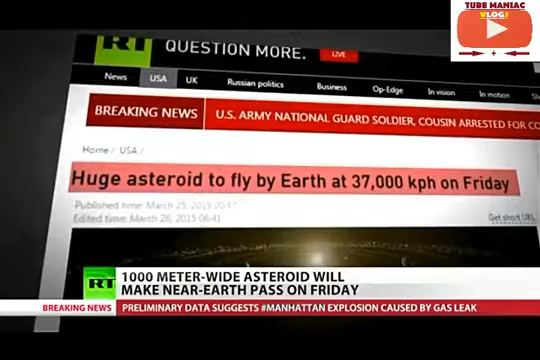 TUBE MANIAC
VLOG!
RT
QUESTION MORE.
LIVE
News USA UK Russian politics Business Op-Edge In vision In motion
BREAKING NEWS U.S. ARMY NATIONAL GUARD SOLDIER, COUSIN ARRESTED FOR
Home / USA /
Huge asteroid to fly by Earth at 37,000 kph on Friday
Published time: March 25, 2015
Edited time: March 26, 2015 06:41
Get short URL
RT
1000 METER-WIDE ASTEROID WILL
MAKE NEAR-EARTH PASS ON FRIDAY
BREAKING NEWS PRELIMINARY DATA SUGGESTS #MANHATTAN EXPLOSION CAUSED BY GAS LEAK